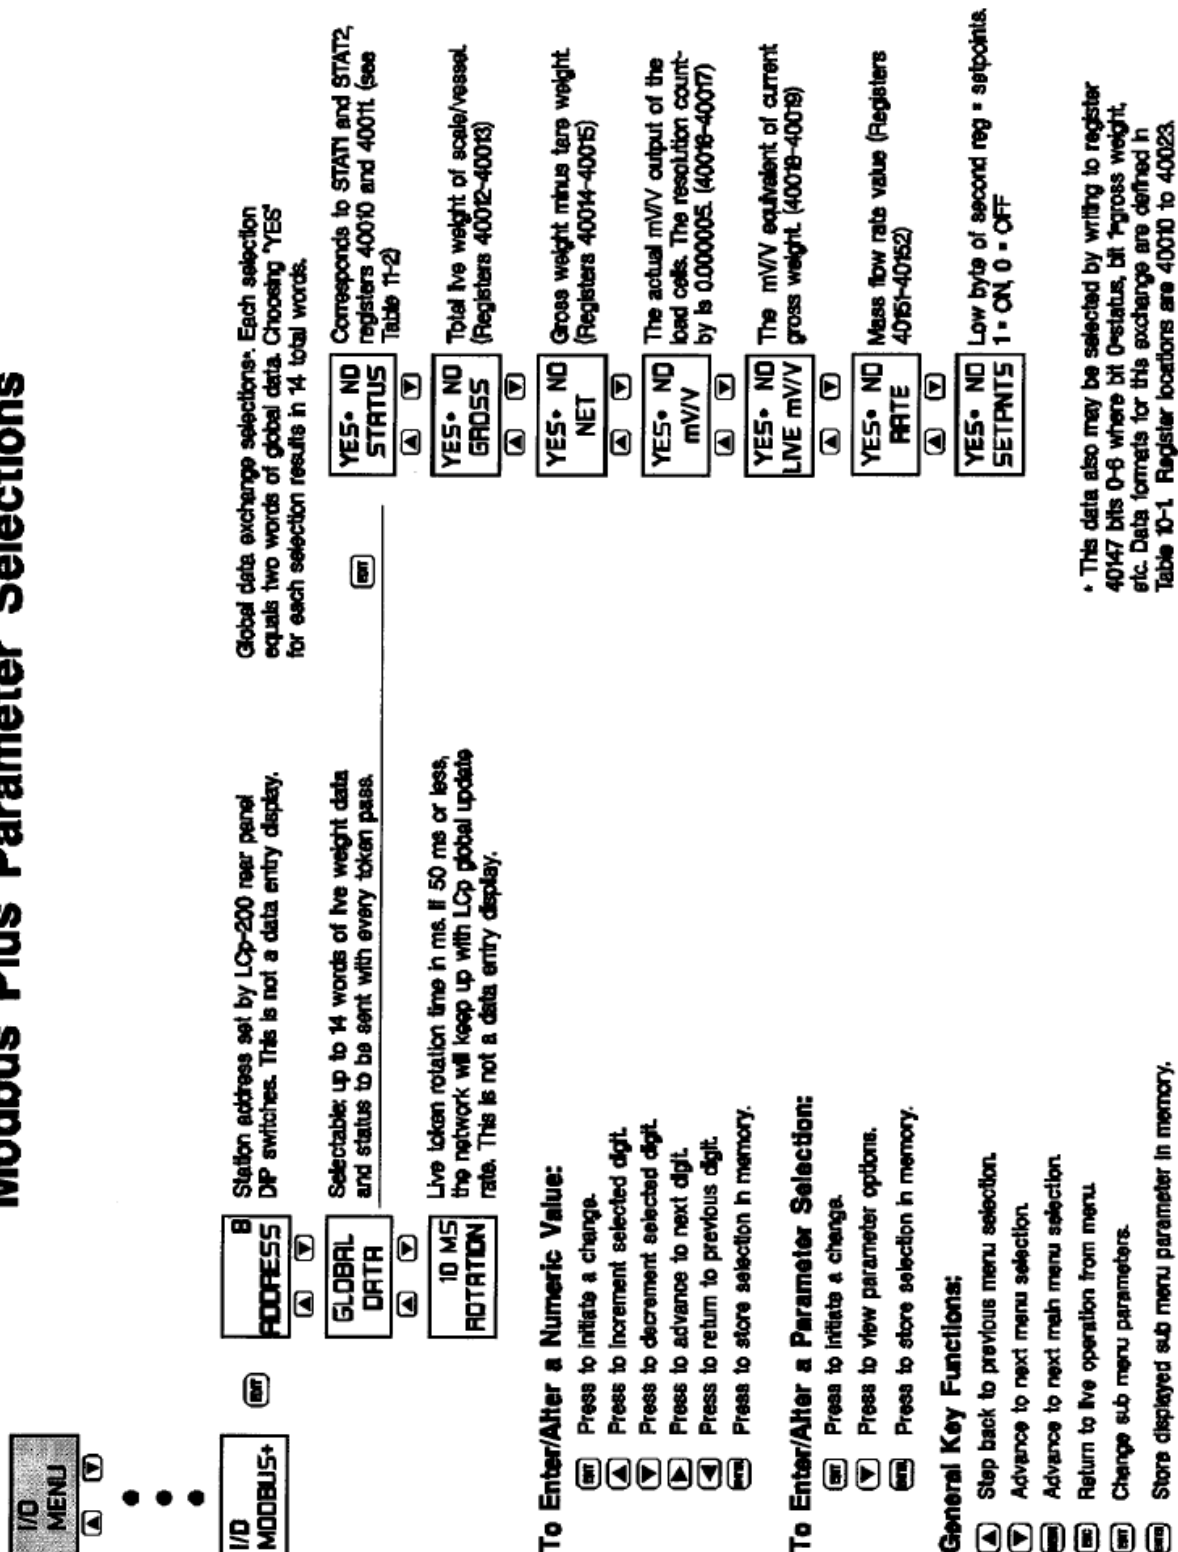 Modbus Plus Parameter Selections
I/O
MENU
I/O
MODBUS+
EDIT
8
ADDRESS
Station address set by LCp-200 rear panel
DIP switches. This is not a data entry display.
GLOBAL
DATA
Selectable: up to 14 words of live weight data
and status to be sent with every token pass.
10 MS
ROTATION
Live token rotation time in ms. If 50 ms or less,
the network will keep up with LCp global update
rate. This is not a data entry display.
Global data exchange selections*. Each selection
equals two words of global data. Choosing "YES"
for each selection results in 14 total words.
EDIT
YES• NO
STATUS
Corresponds to STAT1 and STAT2,
registers 40010 and 40011. (see
Table 11-2)
YES• NO
GROSS
Total live weight of scale/vessel.
(Registers 40012-40013)
YES• NO
NET
Gross weight minus tare weight.
(Registers 40014-40015)
YES• NO
mV/V
The actual mV/V output of the
load cells. The resolution count-
by is 0.000005. (40016-40017)
YES• NO
LIVE mV/V
The mV/V equivalent of current
gross weight. (40018-40019)
YES• NO
RATE
Mass flow rate value (Registers
40151-40152)
YES• NO
SETPNTS
Low byte of second reg = setpoints.
1 = ON, 0 = OFF
To Enter/Alter a Numeric Value:
EDIT Press to initiate a change.
Press to increment selected digit.
Press to decrement selected digit.
Press to advance to next digit.
Press to return to previous digit.
ENTER Press to store selection in memory.
To Enter/Alter a Parameter Selection:
EDIT Press to initiate a change.
Press to view parameter options.
ENTER Press to store selection in memory.
General Key Functions:
Step back to previous menu selection.
Advance to next menu selection.
MENU Advance to next main menu selection.
ESC Return to live operation from menu.
EDIT Change sub menu parameters.
ENTER Store displayed sub menu parameter in memory.
* This data also may be selected by writing to register
40147 bits 0-6 where bit 0=status, bit 1=gross weight,
etc. Data formats for this exchange are defined in
Table 10-1. Register locations are 40010 to 40023.